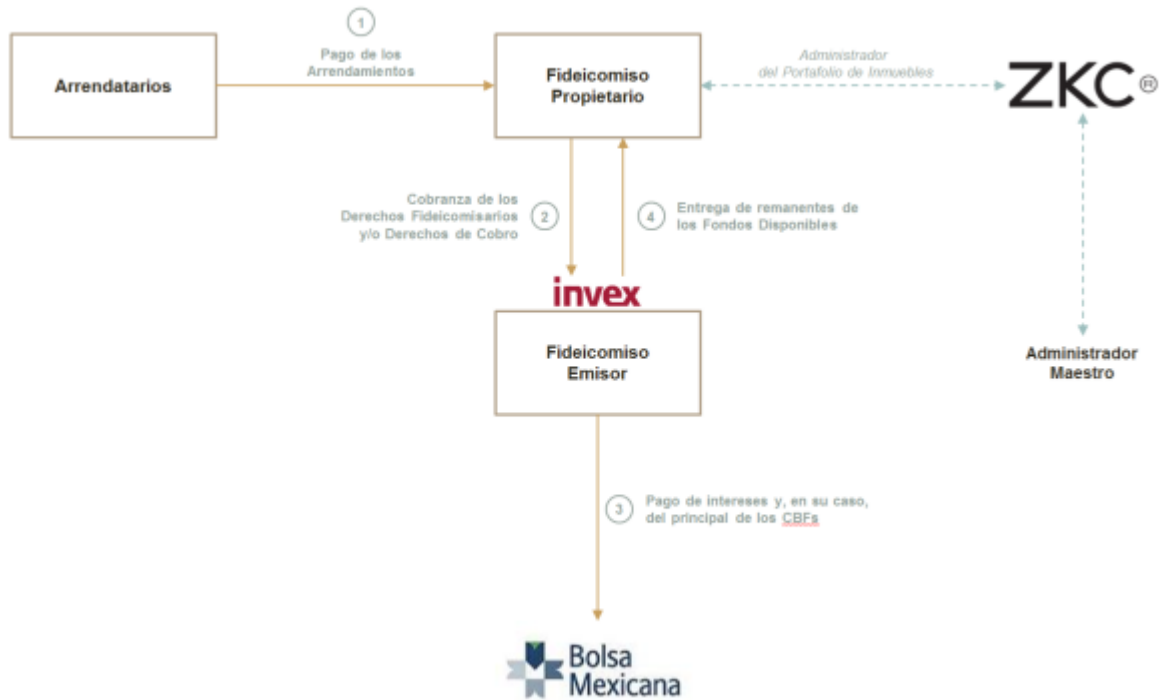 1
Pago de los
Arrendamientos
Arrendatarios
Fideicomiso
Propietario
Administrador
del Portafolio de Inmuebles
ZKC®
Cobranza de los
Derechos Fideicomisarios
y/o Derechos de Cobro
2
4
Entrega de remanentes de
los Fondos Disponibles
invex
Fideicomiso
Emisor
Administrador
Maestro
3
Pago de intereses y, en su caso,
del principal de los CBFs
Bolsa
Mexicana